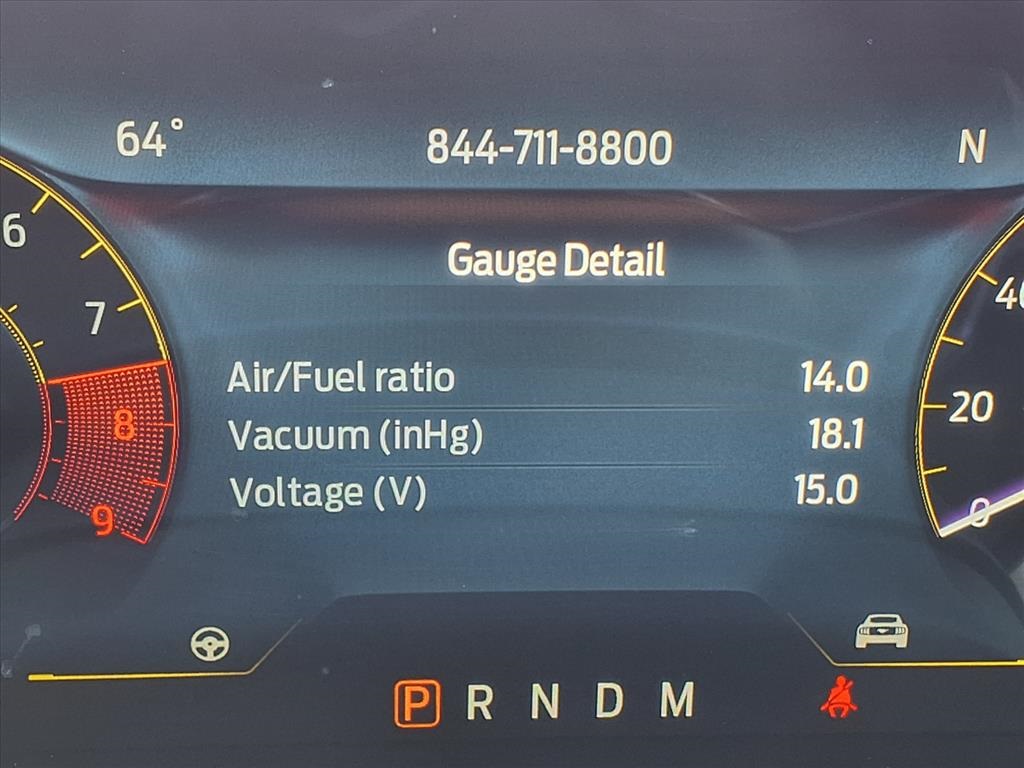 64° 844-711-8800 N
Gauge Detail
6
7
8
9
Air/Fuel ratio 14.0
Vacuum (inHg) 18.1
Voltage (V) 15.0
40
20
0
P R N D M